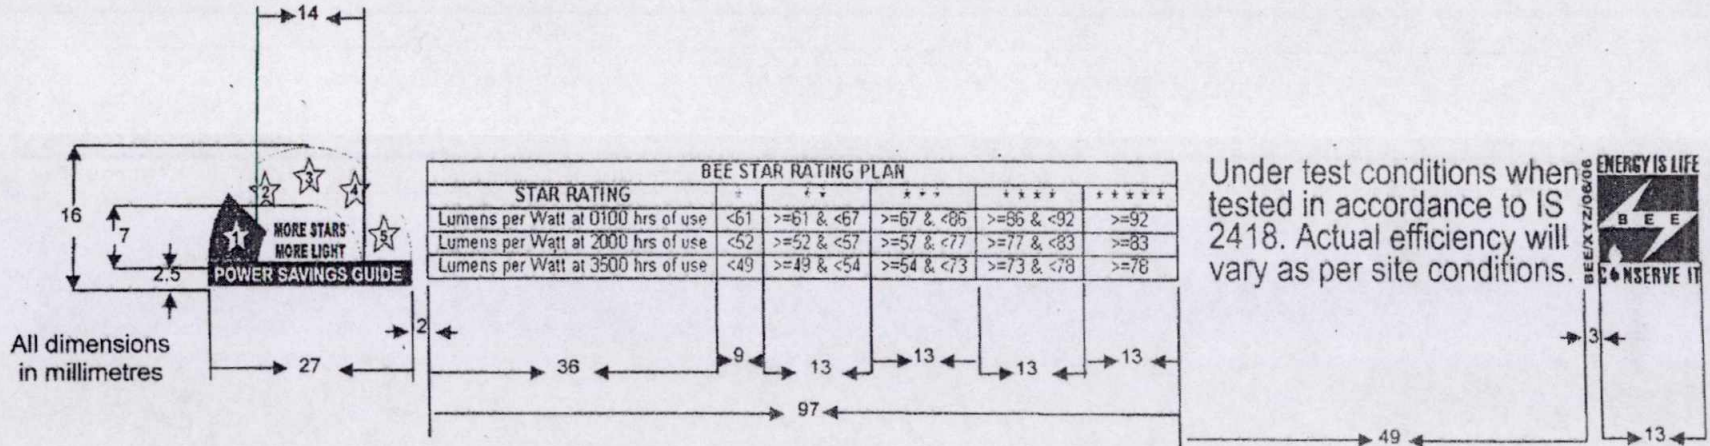 14
16
7
2.5
2
3
4
1
5
MORE STARS
MORE LIGHT
POWER SAVINGS GUIDE
BEE STAR RATING PLAN
STAR RATING * ** *** **** *****
Lumens per Watt at 0100 hrs of use <61 >=61 & <67 >=67 & <86 >=86 & <92 >=92
Lumens per Watt at 2000 hrs of use <52 >=52 & <57 >=57 & <77 >=77 & <83 >=83
Lumens per Watt at 3500 hrs of use <49 >=49 & <54 >=54 & <73 >=73 & <78 >=78
Under test conditions when
tested in accordance to IS
2418. Actual efficiency will
vary as per site conditions.
BEE/XYZ/06/06
ENERGY IS LIFE
BEE
CONSERVE IT
All dimensions
in millimetres
27
2
36
9
13
13
13
13
97
3
49
13